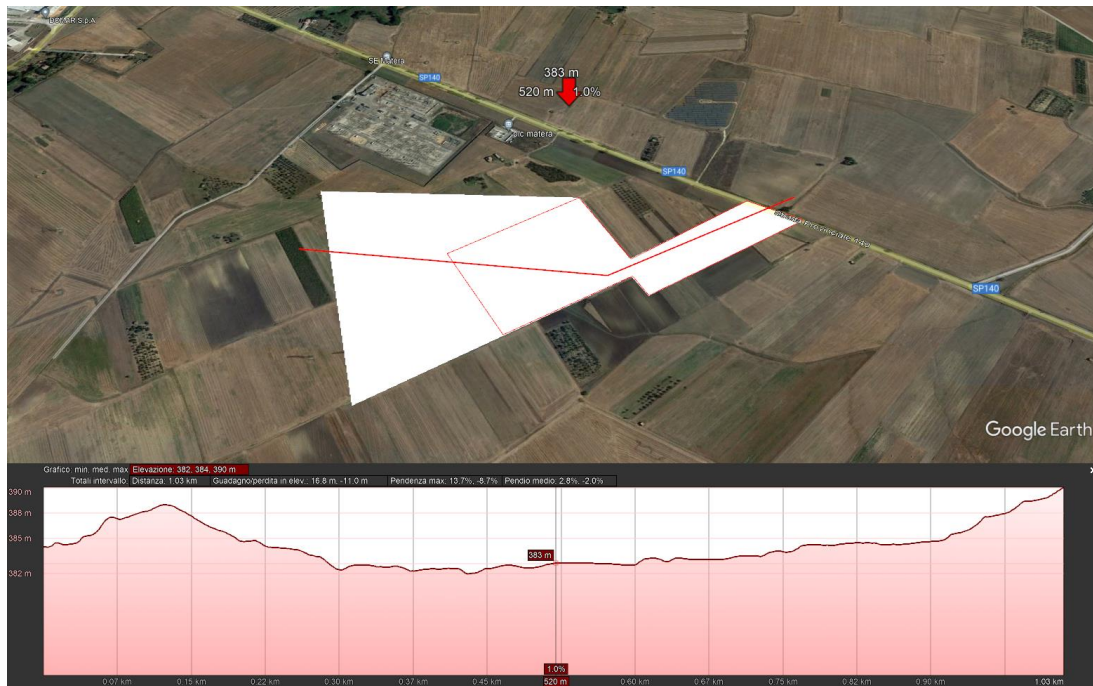 SE Matera
SP140
383 m
520 m 1.0%
matera
SP140
SP140
Google Earth
Grafico: min. med. max Elevazione: 382, 384, 390 m
Totali intervallo: Distanza: 1.03 km Guadagno/perdita in elev.: 16.8 m, -11.0 m Pendenza max: 13.7%, -8.7% Pendio medio: 2.8%, -2.0%
390 m
388 m
385 m
383 m
382 m
1.0%
0.07 km 0.15 km 0.22 km 0.30 km 0.37 km 0.45 km 520 m 0.60 km 0.67 km 0.75 km 0.82 km 0.90 km 1.03 km